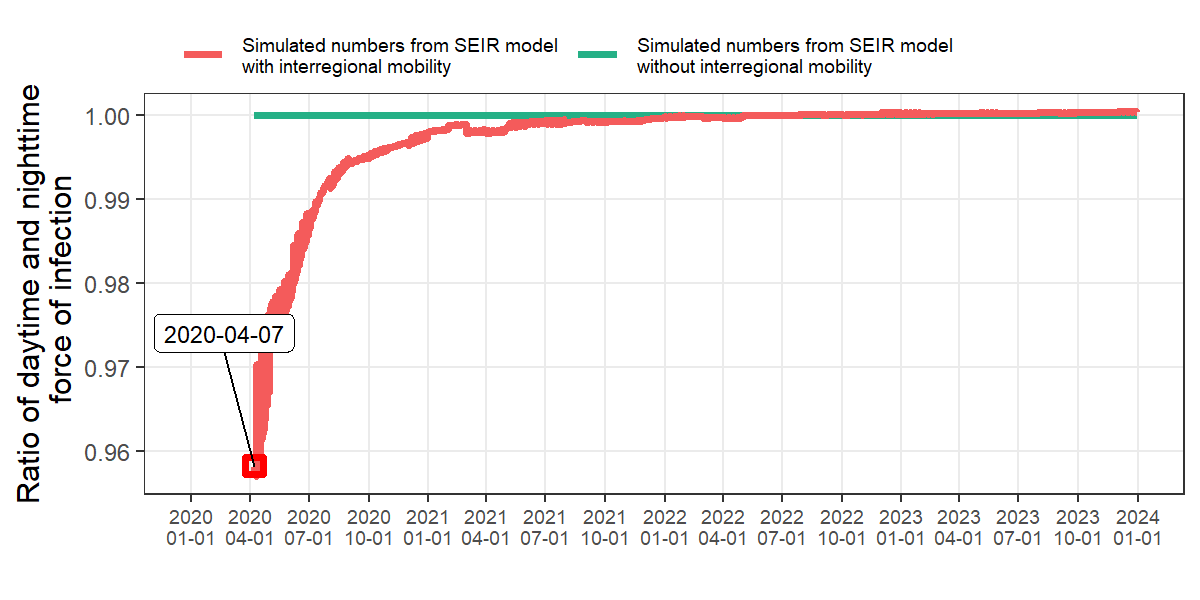 Simulated numbers from SEIR model
with interregional mobility
Simulated numbers from SEIR model
without interregional mobility
Ratio of daytime and nighttime
force of infection
1.00
0.99
0.98
0.97
0.96
2020-04-07
2020 2020 2020 2020 2021 2021 2021 2021 2022 2022 2022 2022 2023 2023 2023 2023 2024
01-01 04-01 07-01 10-01 01-01 04-01 07-01 10-01 01-01 04-01 07-01 10-01 01-01 04-01 07-01 10-01 01-01